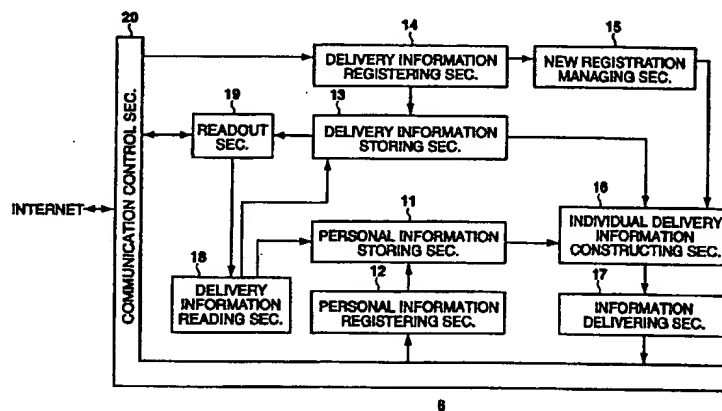 20
14
15
DELIVERY INFORMATION
REGISTERING SEC.
NEW REGISTRATION
MANAGING SEC.
19
13
READOUT
SEC.
DELIVERY INFORMATION
STORING SEC.
COMMUNICATION CONTROL SEC.
INTERNET
11
16
PERSONAL INFORMATION
STORING SEC.
INDIVIDUAL DELIVERY
INFORMATION
CONSTRUCTING SEC.
18
12
17
DELIVERY
INFORMATION
READING SEC.
PERSONAL INFORMATION
REGISTERING SEC.
INFORMATION
DELIVERING SEC.
6